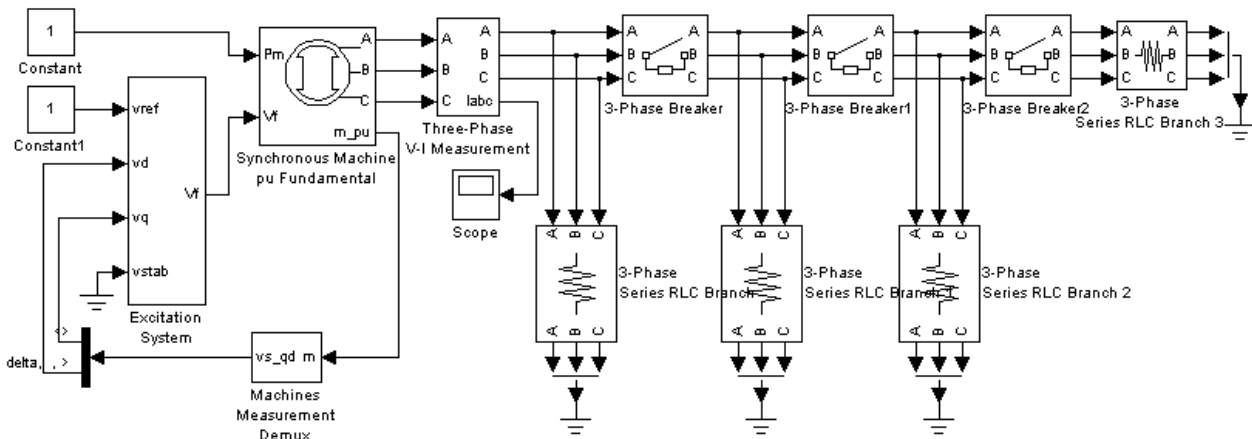 1
Constant
1
Constant1
vref
vd
vq
vstab
Vf
Excitation
System
Pm
Vf
A
B
C
m_pu
Synchronous Machine
pu Fundamental
A
B
C
A
B
C
Iabc
Three-Phase
V-I Measurement
Scope
A
B
C
A
B
C
3-Phase Breaker
A
B
C
A
B
C
3-Phase Breaker1
A
B
C
A
B
C
3-Phase Breaker2
A
B
C
A
B
C
3-Phase
Series RLC Branch 3
A
B
C
A
B
C
3-Phase
Series RLC Branch
A
B
C
A
B
C
3-Phase
Series RLC Branch 1
A
B
C
A
B
C
3-Phase
Series RLC Branch 2
<>
delta, , >
vs_qd m
Machines
Measurement
Demux